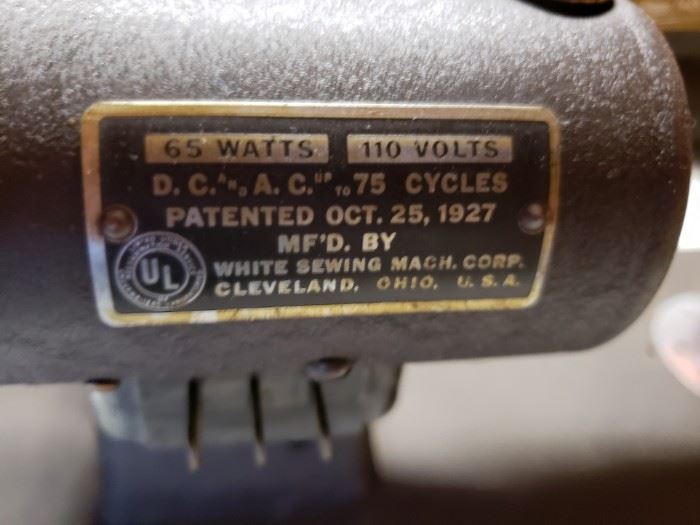 65 WATTS 110 VOLTS
D. C. AND A. C. UP TO 75 CYCLES
PATENTED OCT. 25, 1927
MF'D. BY
WHITE SEWING MACH. CORP.
CLEVELAND, OHIO, U. S. A.
UL